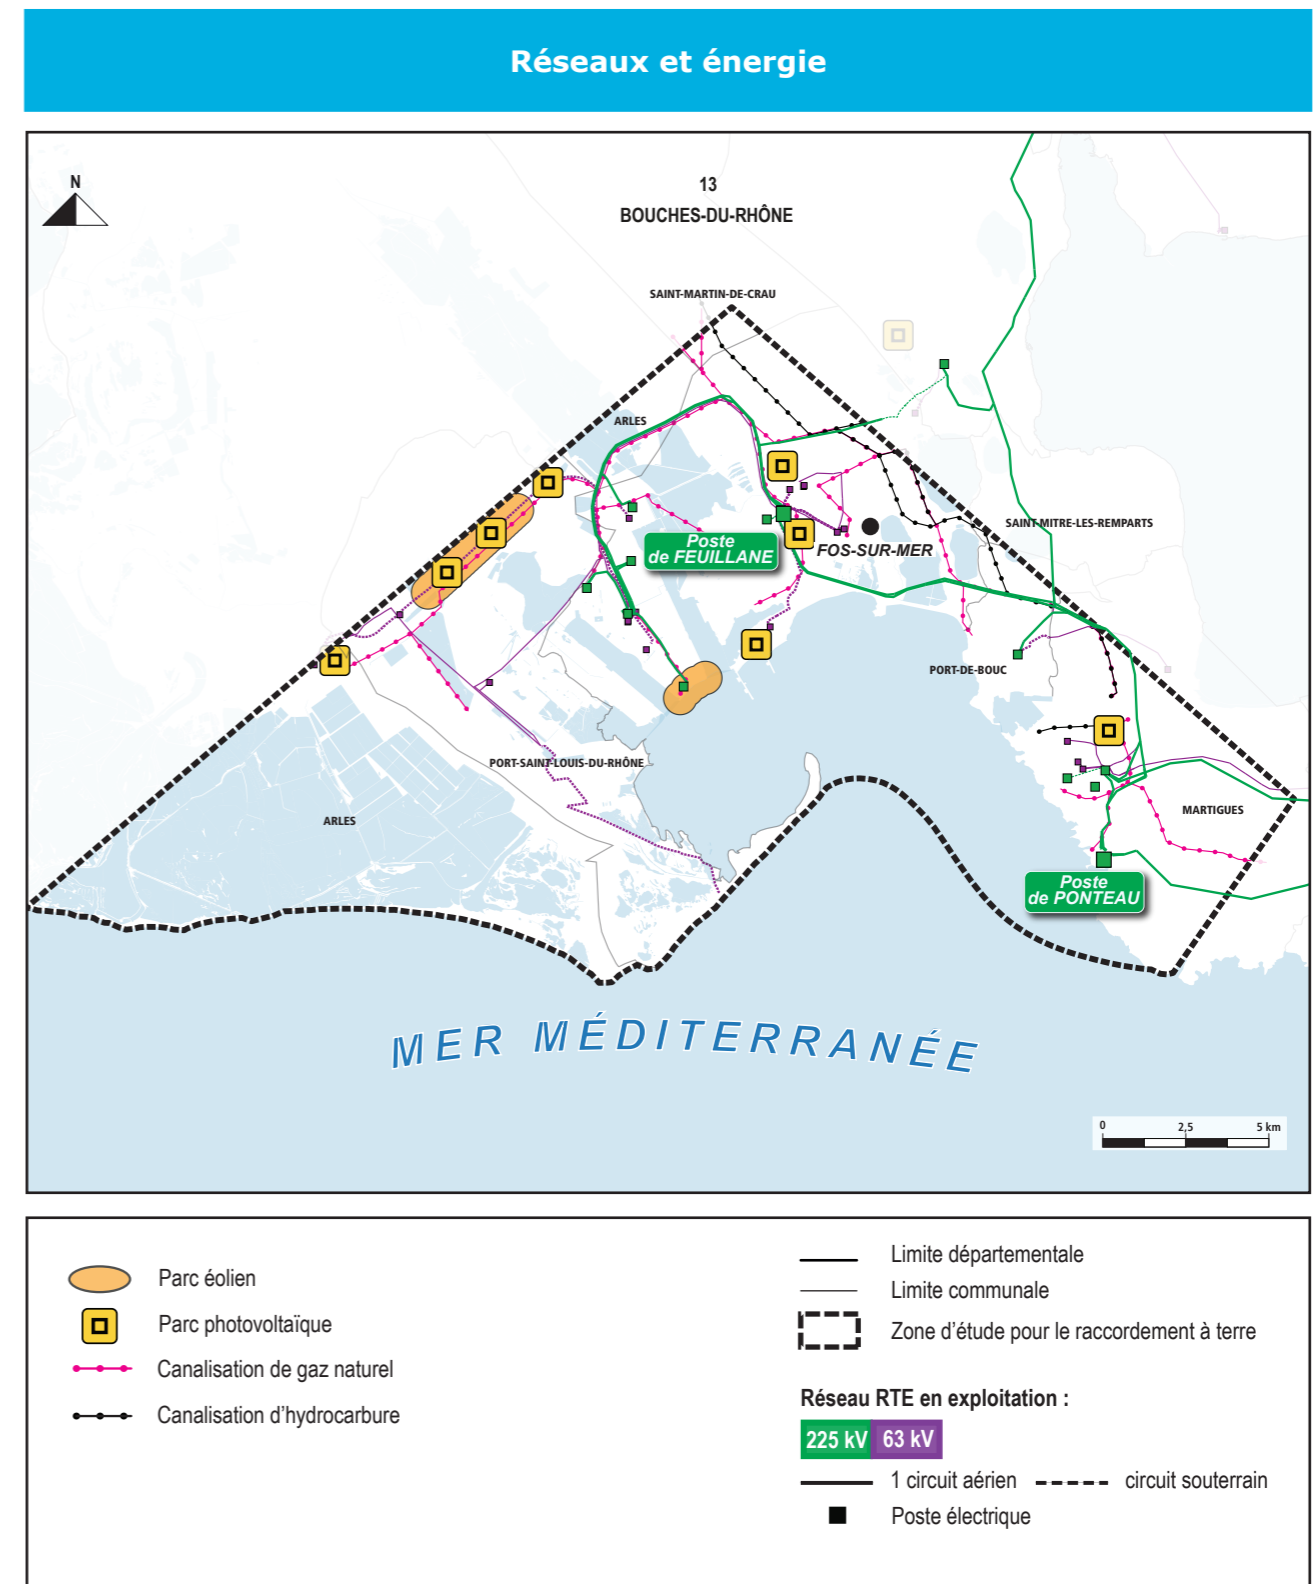 Réseaux et énergie
N
13
BOUCHES-DU-RHÔNE
SAINT-MARTIN-DE-CRAU
ARLES
SAINT-MITRE-LES-REMPARTS
Poste
de FEUILLANE
FOS-SUR-MER
PORT-DE-BOUC
PORT-SAINT-LOUIS-DU-RHÔNE
ARLES
MARTIGUES
Poste
de PONTEAU
MER MÉDITERRANÉE
0 2,5 5 km
Parc éolien
Parc photovoltaïque
Canalisation de gaz naturel
Canalisation d'hydrocarbure
Limite départementale
Limite communale
Zone d'étude pour le raccordement à terre
Réseau RTE en exploitation :
225 kV 63 kV
1 circuit aérien circuit souterrain
Poste électrique